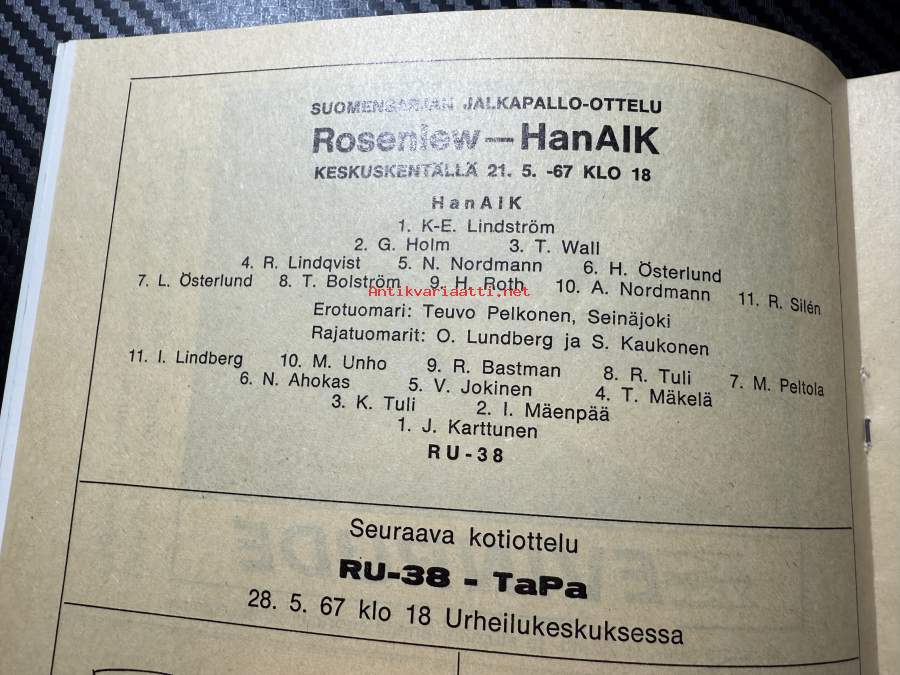 SUOMENSARJAN JALKAPALLO-OTTELU
Rosenlew—HanAIK
KESKUSKENTÄLLÄ 21. 5. -67 KLO 18
HanAIK
1. K-E. Lindström
2. G. Holm 3. T. Wall
4. R. Lindqvist 5. N. Nordmann 6. H. Österlund
7. L. Österlund 8. T. Bolström 9. H. Roth 10. A. Nordmann 11. R. Silén
Antikvariaatti.net
Erotuomari: Teuvo Pelkonen, Seinäjoki
Rajatuomarit: O. Lundberg ja S. Kaukonen
11. I. Lindberg 10. M. Unho 9. R. Bastman 8. R. Tuli 7. M. Peltola
6. N. Ahokas 5. V. Jokinen 4. T. Mäkelä
3. K. Tuli 2. I. Mäenpää
1. J. Karttunen
RU-38
Seuraava kotiottelu
RU-38 - TaPa
28. 5. 67 klo 18 Urheilukeskuksessa